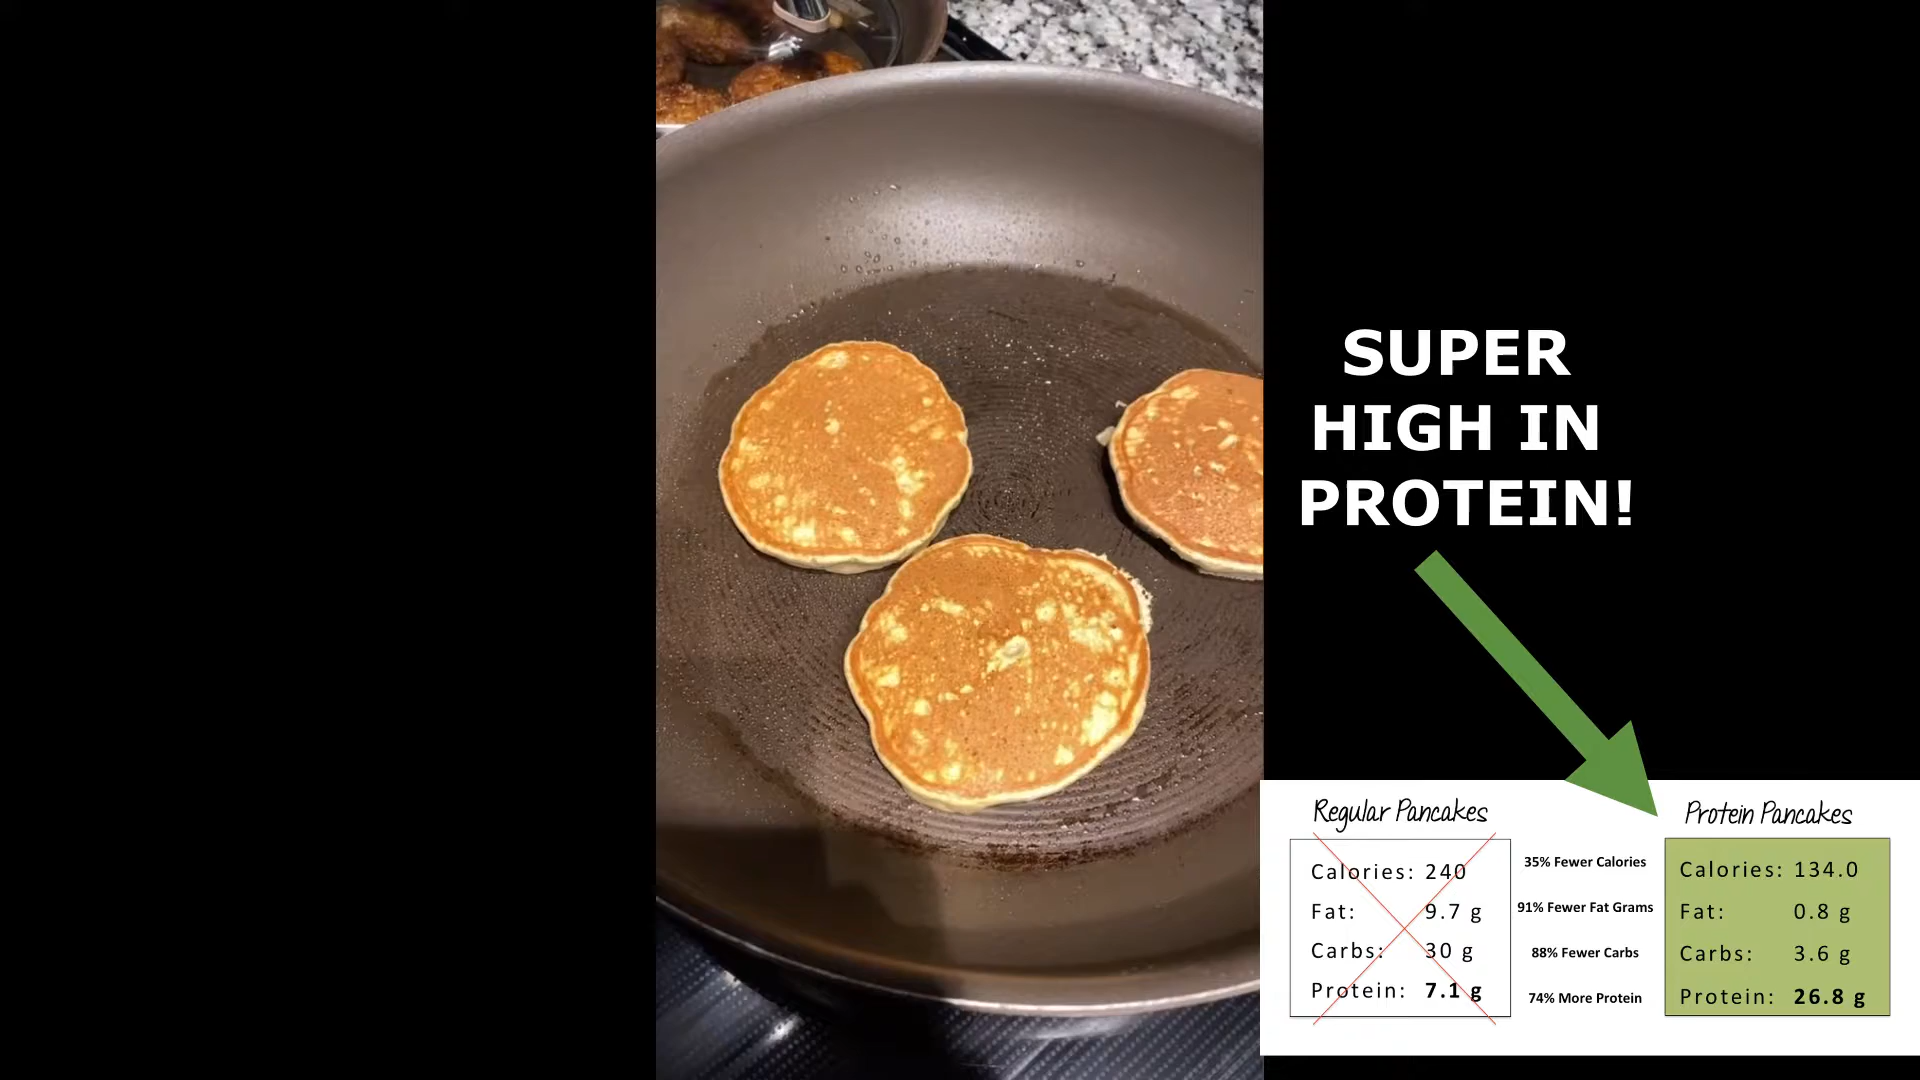 SUPER
HIGH IN
PROTEIN!
Regular Pancakes
Calories: 240
Fat: 9.7 g
Carbs: 30 g
Protein: 7.1 g
35% Fewer Calories
91% Fewer Fat Grams
88% Fewer Carbs
74% More Protein
Protein Pancakes
Calories: 134.0
Fat: 0.8 g
Carbs: 3.6 g
Protein: 26.8 g